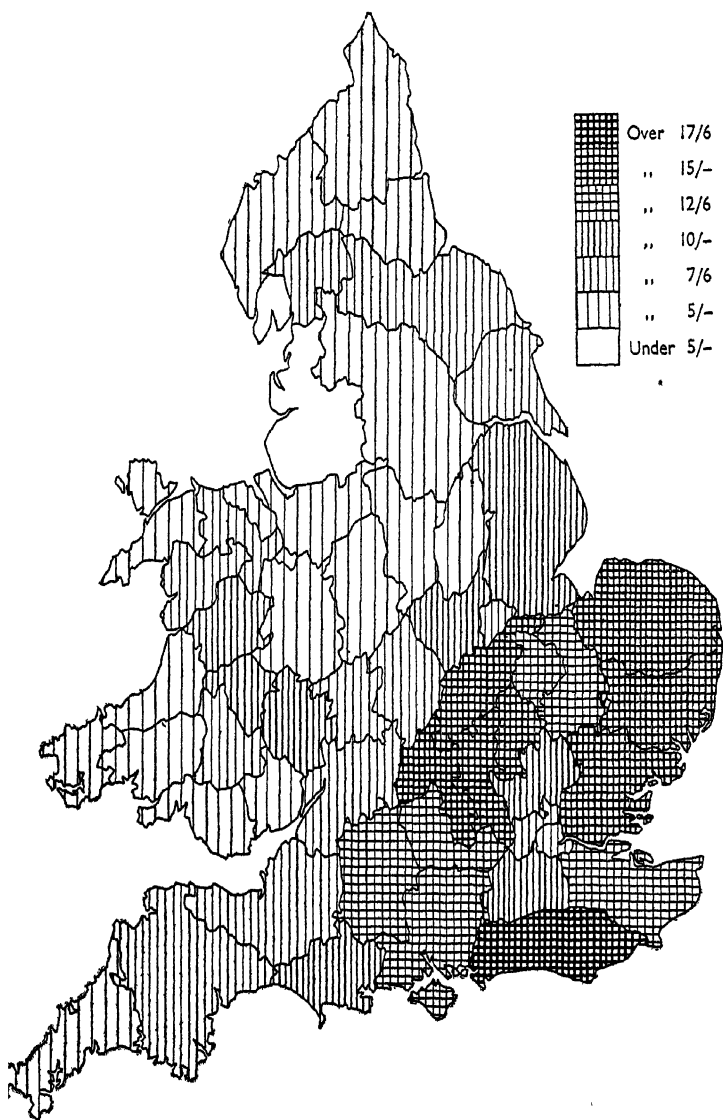 Over 17/6
,, 15/-
,, 12/6
,, 10/-
,, 7/6
,, 5/-
Under 5/-